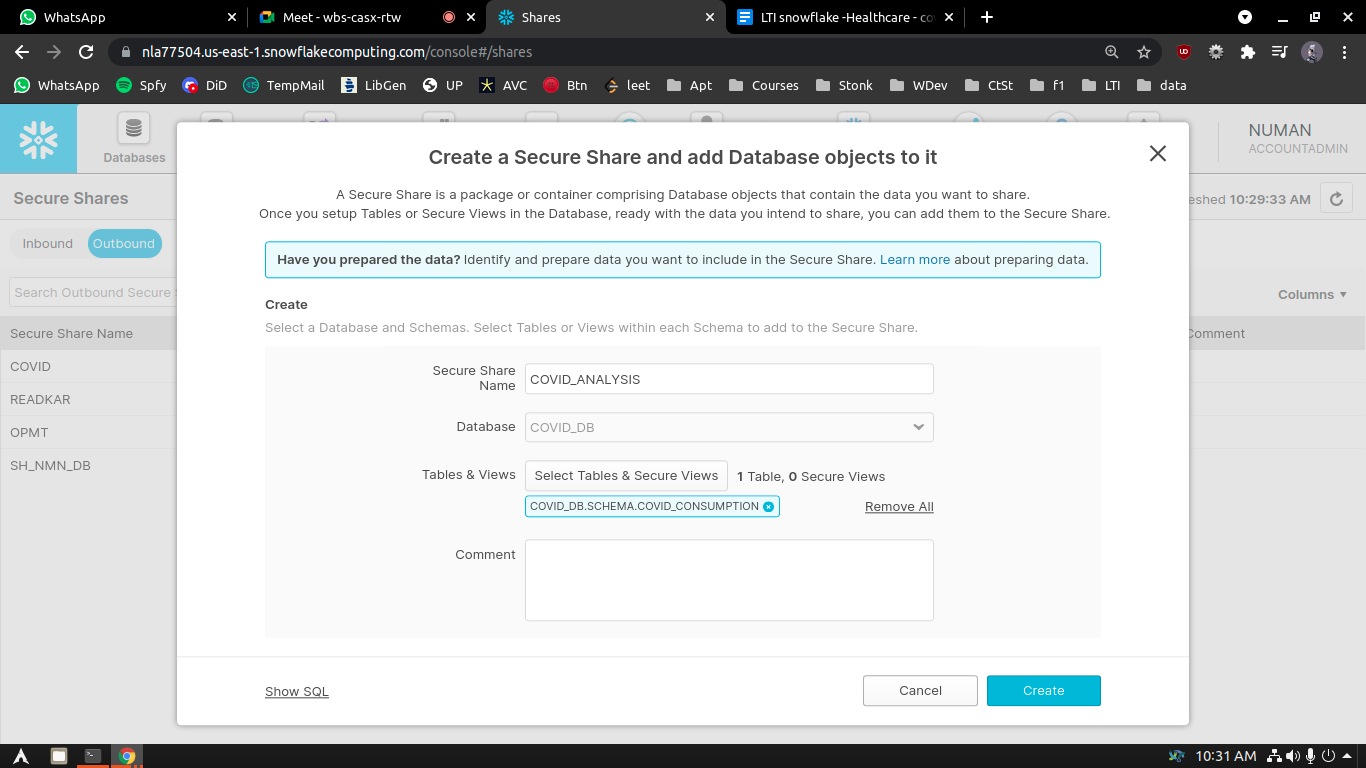 WhatsApp
Meet - wbs-casx-rtw
Shares
LTI snowflake -Healthcare - co
nla77504.us-east-1.snowflakecomputing.com/console#/shares
WhatsApp Spfy DiD TempMail LibGen UP AVC Btn leet Apt Courses Stonk WDev CtSt f1 LTI data
Databases
NUMAN
ACCOUNTADMIN
Secure Shares
eshed 10:29:33 AM
Inbound Outbound
Search Outbound Secure
Columns
Secure Share Name
Comment
COVID
READKAR
OPMT
SH_NMN_DB
Create a Secure Share and add Database objects to it
A Secure Share is a package or container comprising Database objects that contain the data you want to share.
Once you setup Tables or Secure Views in the Database, ready with the data you intend to share, you can add them to the Secure Share.
Have you prepared the data? Identify and prepare data you want to include in the Secure Share. Learn more about preparing data.
Create
Select a Database and Schemas. Select Tables or Views within each Schema to add to the Secure Share.
Secure Share
Name
COVID_ANALYSIS
Database
COVID_DB
Tables & Views
Select Tables & Secure Views
1 Table, 0 Secure Views
COVID_DB.SCHEMA.COVID_CONSUMPTION
Remove All
Comment
Show SQL
Cancel
Create
10:31 AM